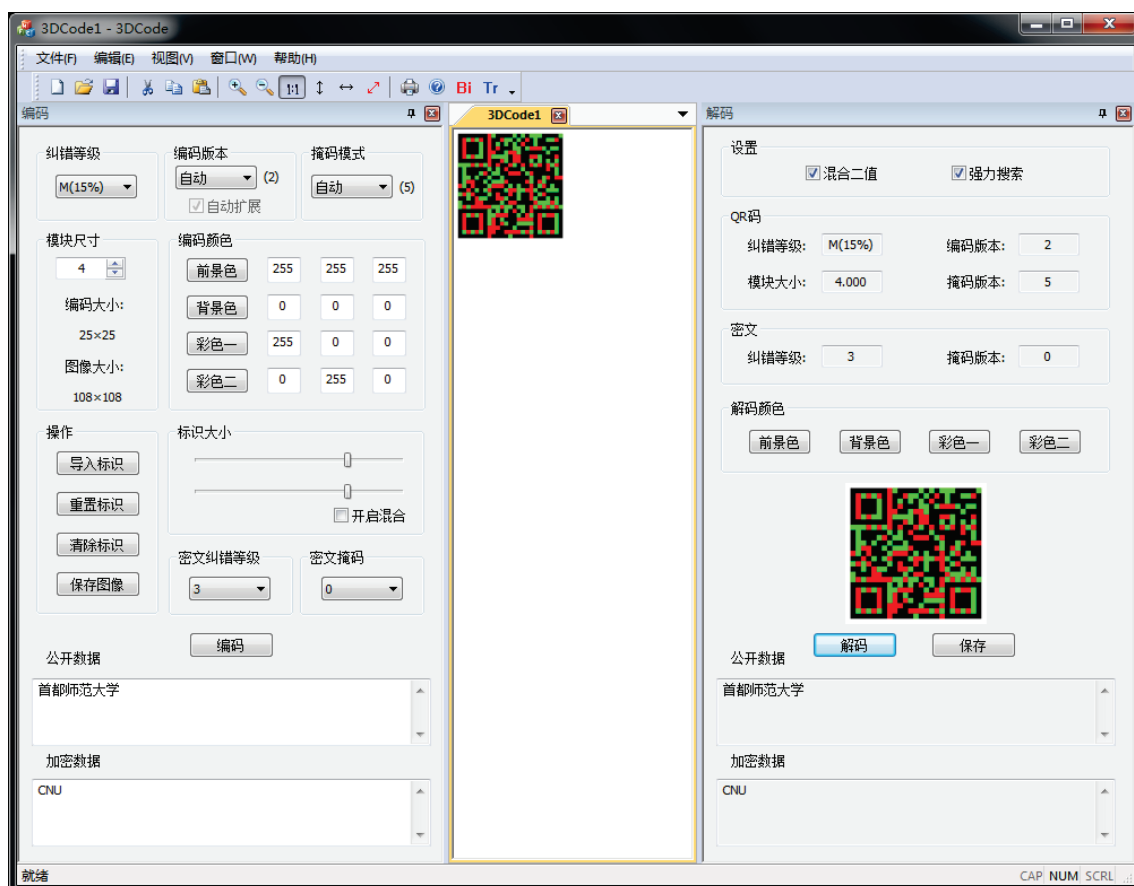 3DCode1 - 3DCode
文件(F) 编辑(E) 视图(V) 窗口(W) 帮助(H)
1:1 Bi Tr
编码
纠错等级 编码版本 掩码模式
M(15%) 自动 (2) 自动 (5)
自动扩展
模块尺寸 编码颜色
4 前景色 255 255 255
编码大小: 背景色 0 0 0
25×25 彩色一 255 0 0
图像大小: 彩色二 0 255 0
108×108
操作 标识大小
导入标识
重置标识
开启混合
清除标识
保存图像
密文纠错等级 密文掩码
3 0
编码
公开数据
首都师范大学
加密数据
CNU
3DCode1
解码
设置
混合二值 强力搜索
QR码
纠错等级: M(15%) 编码版本: 2
模块大小: 4.000 掩码版本: 5
密文
纠错等级: 3 掩码版本: 0
解码颜色
前景色 背景色 彩色一 彩色二
解码 保存
公开数据
首都师范大学
加密数据
CNU
就绪 CAP NUM SCRL